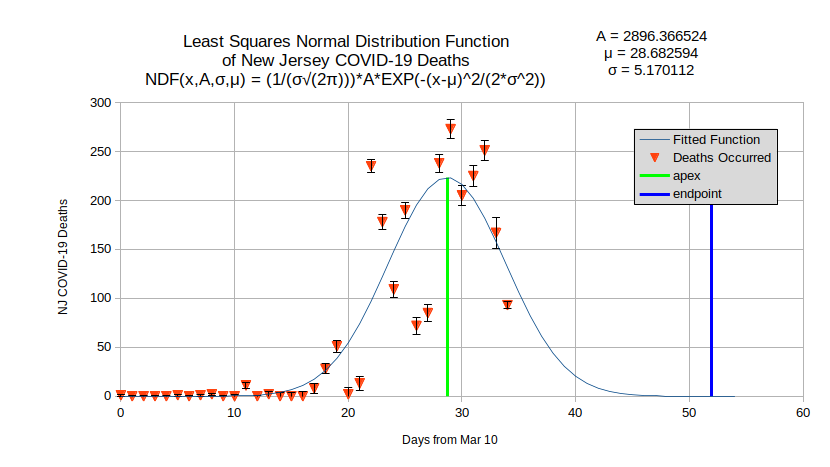 Least Squares Normal Distribution Function
of New Jersey COVID-19 Deaths
NDF(x,A,σ,μ) = (1/(σ√(2π)))*A*EXP(-(x-μ)^2/(2*σ^2))
A = 2896.366524
μ = 28.682594
σ = 5.170112
300
250
200
150
100
50
0
NJ COVID-19 Deaths
Fitted Function
Deaths Occurred
apex
endpoint
0 10 20 30 40 50 60
Days from Mar 10